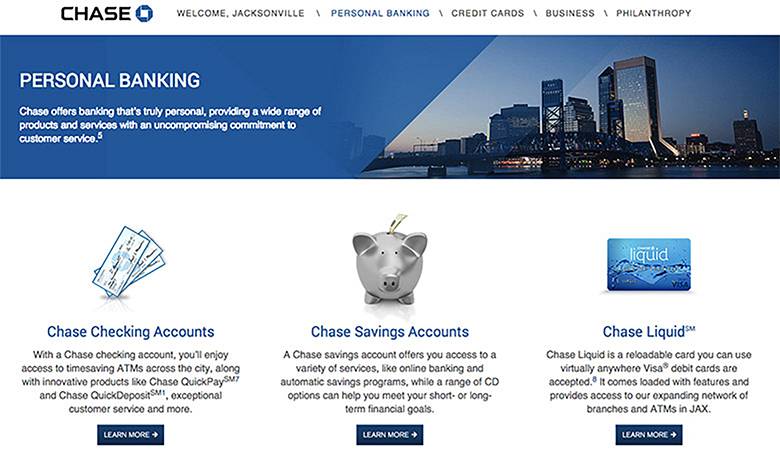 CHASE
WELCOME, JACKSONVILLE \ PERSONAL BANKING \ CREDIT CARDS \ BUSINESS \ PHILANTHROPY
PERSONAL BANKING
Chase offers banking that's truly personal, providing a wide range of
products and services with an uncompromising commitment to
customer service.5
Chase Checking Accounts
With a Chase checking account, you'll enjoy
access to timesaving ATMs across the city, along
with innovative products like Chase QuickPaySM7
and Chase QuickDepositSM1, exceptional
customer service and more.
LEARN MORE →
Chase Savings Accounts
A Chase savings account offers you access to a
variety of services, like online banking and
automatic savings programs, while a range of CD
options can help you meet your short- or long-
term financial goals.
LEARN MORE →
CHASE
liquid
VISA
Chase LiquidSM
Chase Liquid is a reloadable card you can use
virtually anywhere Visa® debit cards are
accepted.8 It comes loaded with features and
provides access to our expanding network of
branches and ATMs in JAX.
LEARN MORE →